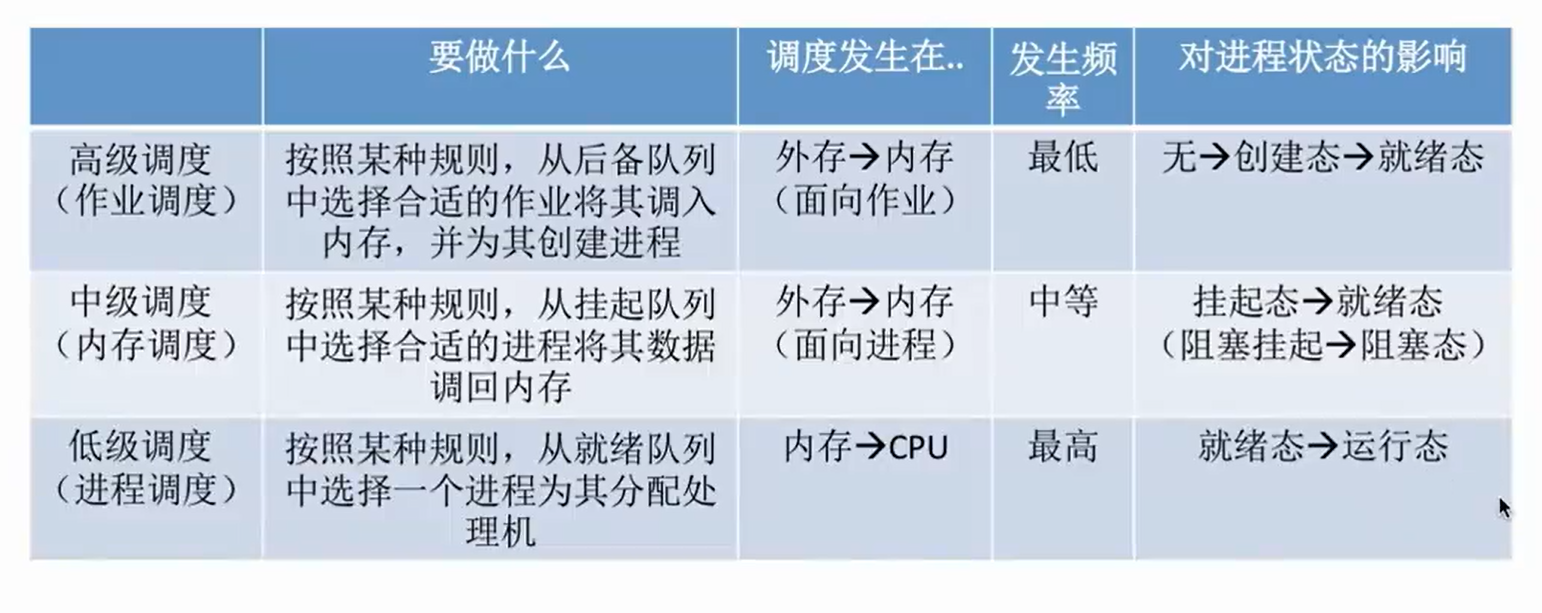 要做什么
调度发生在..
发生频
率
对进程状态的影响
高级调度
（作业调度）
按照某种规则，从后备队列
中选择合适的作业将其调入
内存，并为其创建进程
外存→内存
（面向作业）
最低
无→创建态→就绪态
中级调度
（内存调度）
按照某种规则，从挂起队列
中选择合适的进程将其数据
调回内存
外存→内存
（面向进程）
中等
挂起态→就绪态
（阻塞挂起→阻塞态）
低级调度
（进程调度）
按照某种规则，从就绪队列
中选择一个进程为其分配处
理机
内存→CPU
最高
就绪态→运行态